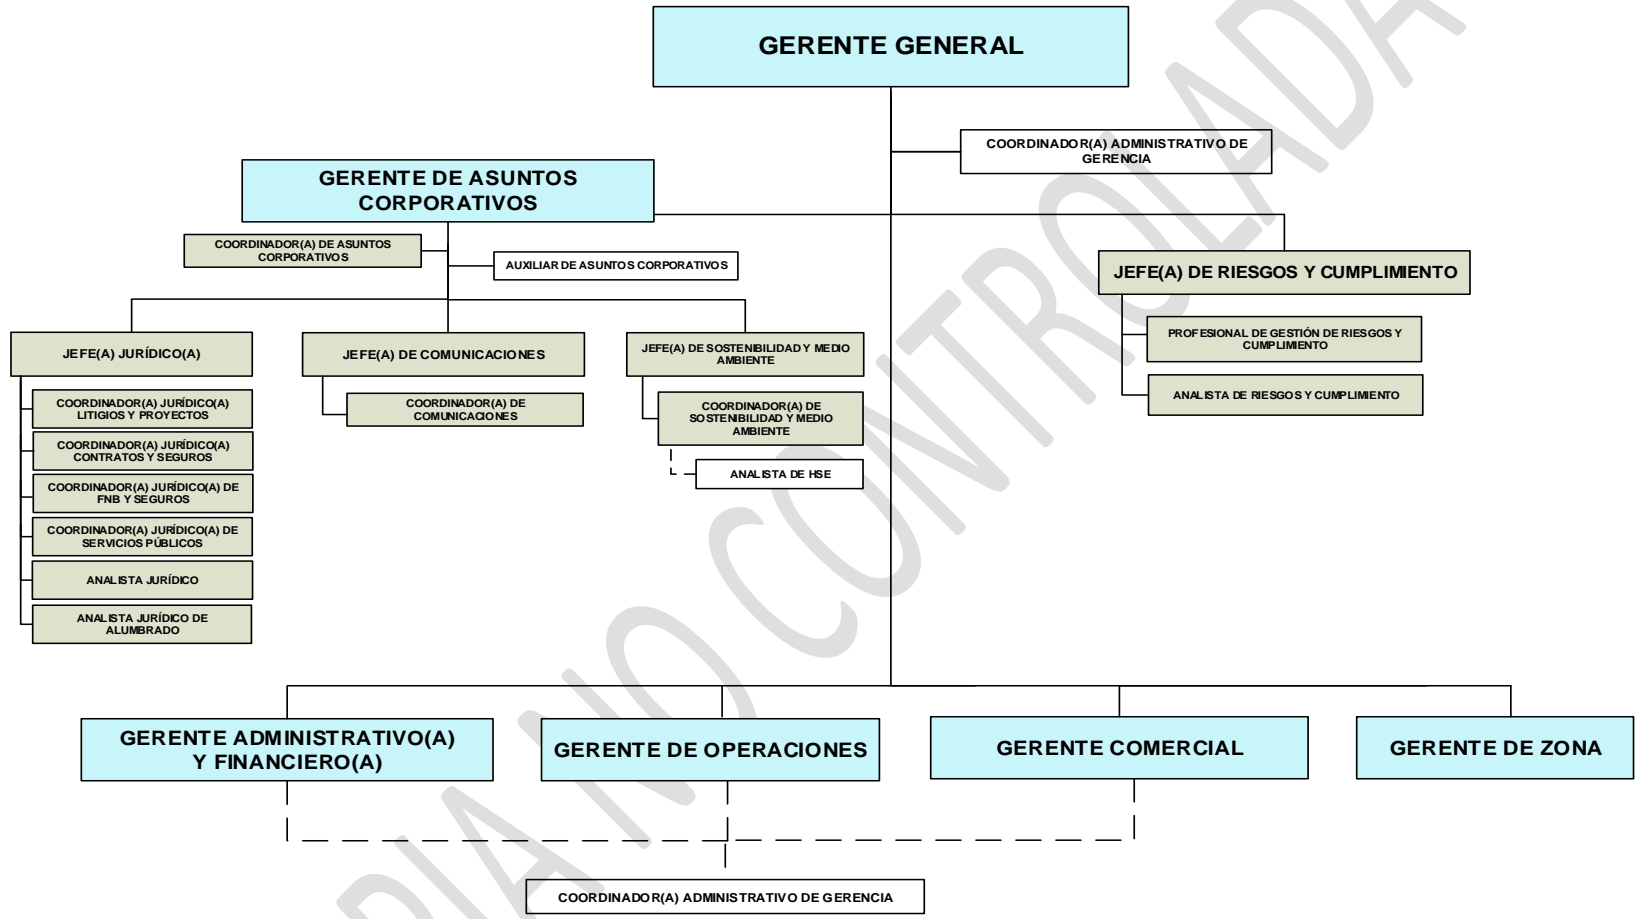 GERENTE GENERAL
COORDINADOR(A) ADMINISTRATIVO DE
GERENCIA
GERENTE DE ASUNTOS
CORPORATIVOS
COORDINADOR(A) DE ASUNTOS
CORPORATIVOS
AUXILIAR DE ASUNTOS CORPORATIVOS
JEFE(A) DE RIESGOS Y CUMPLIMIENTO
PROFESIONAL DE GESTIÓN DE RIESGOS Y
CUMPLIMIENTO
ANALISTA DE RIESGOS Y CUMPLIMIENTO
JEFE(A) JURÍDICO(A)
COORDINADOR(A) JURÍDICO(A)
LITIGIOS Y PROYECTOS
COORDINADOR(A) JURÍDICO(A)
CONTRATOS Y SEGUROS
COORDINADOR(A) JURÍDICO(A) DE
FNB Y SEGUROS
COORDINADOR(A) JURÍDICO(A) DE
SERVICIOS PÚBLICOS
ANALISTA JURÍDICO
ANALISTA JURÍDICO DE
ALUMBRADO
JEFE(A) DE COMUNICACIONES
COORDINADOR(A) DE
COMUNICACIONES
JEFE(A) DE SOSTENIBILIDAD Y MEDIO
AMBIENTE
COORDINADOR(A) DE
SOSTENIBILIDAD Y MEDIO
AMBIENTE
ANALISTA DE HSE
GERENTE ADMINISTRATIVO(A)
Y FINANCIERO(A)
GERENTE DE OPERACIONES
GERENTE COMERCIAL
GERENTE DE ZONA
COORDINADOR(A) ADMINISTRATIVO DE GERENCIA
PIA NO CONTROLADA